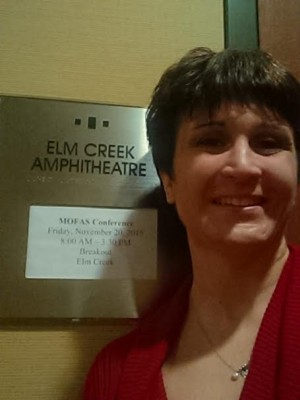 ELM CREEK
AMPHITHEATRE
MOFAS Conference
Friday, November 20, 2015
8:00 AM – 3:30 PM
Breakout
Elm Creek